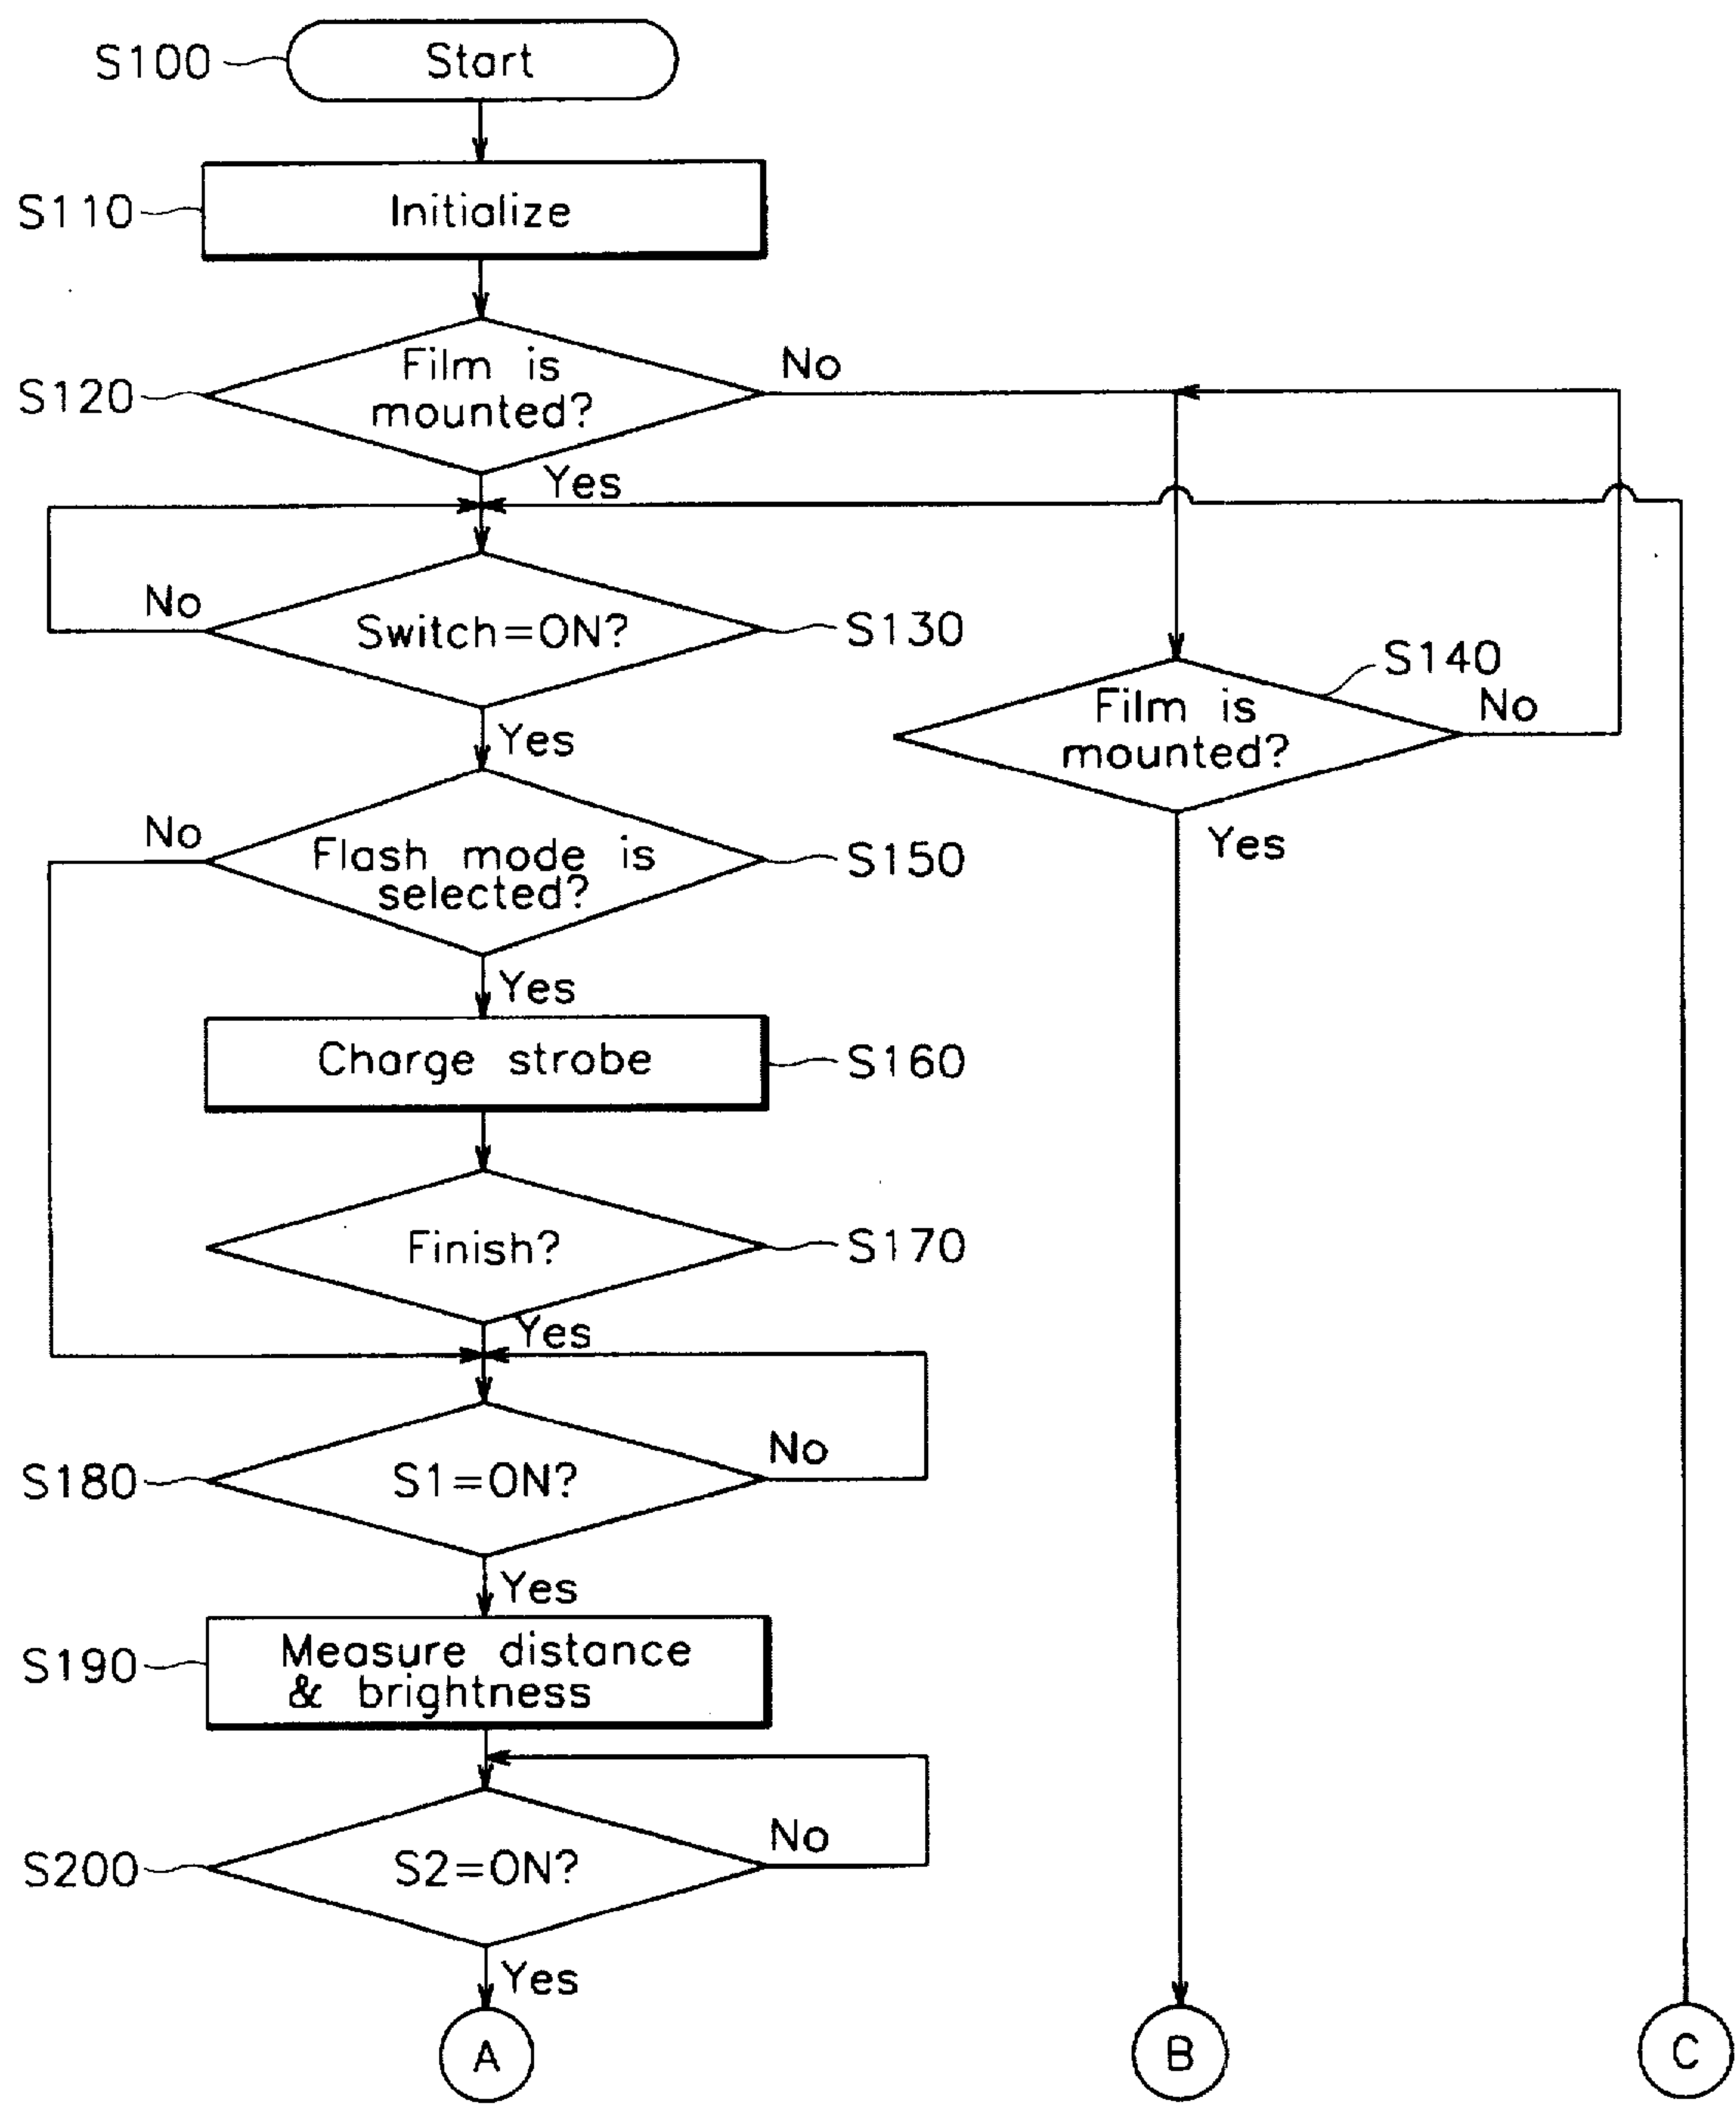 S100
Start
S110
Initialize
S120
Film is
mounted?
No
Yes
No
Switch=ON?
S130
S140
Film is
mounted?
No
Yes
Yes
No
Flash mode is
selected?
S150
Yes
Charge strobe
S160
Finish?
S170
Yes
S180
S1=ON?
No
Yes
S190
Measure distance
& brightness
S200
S2=ON?
No
Yes
A
B
C